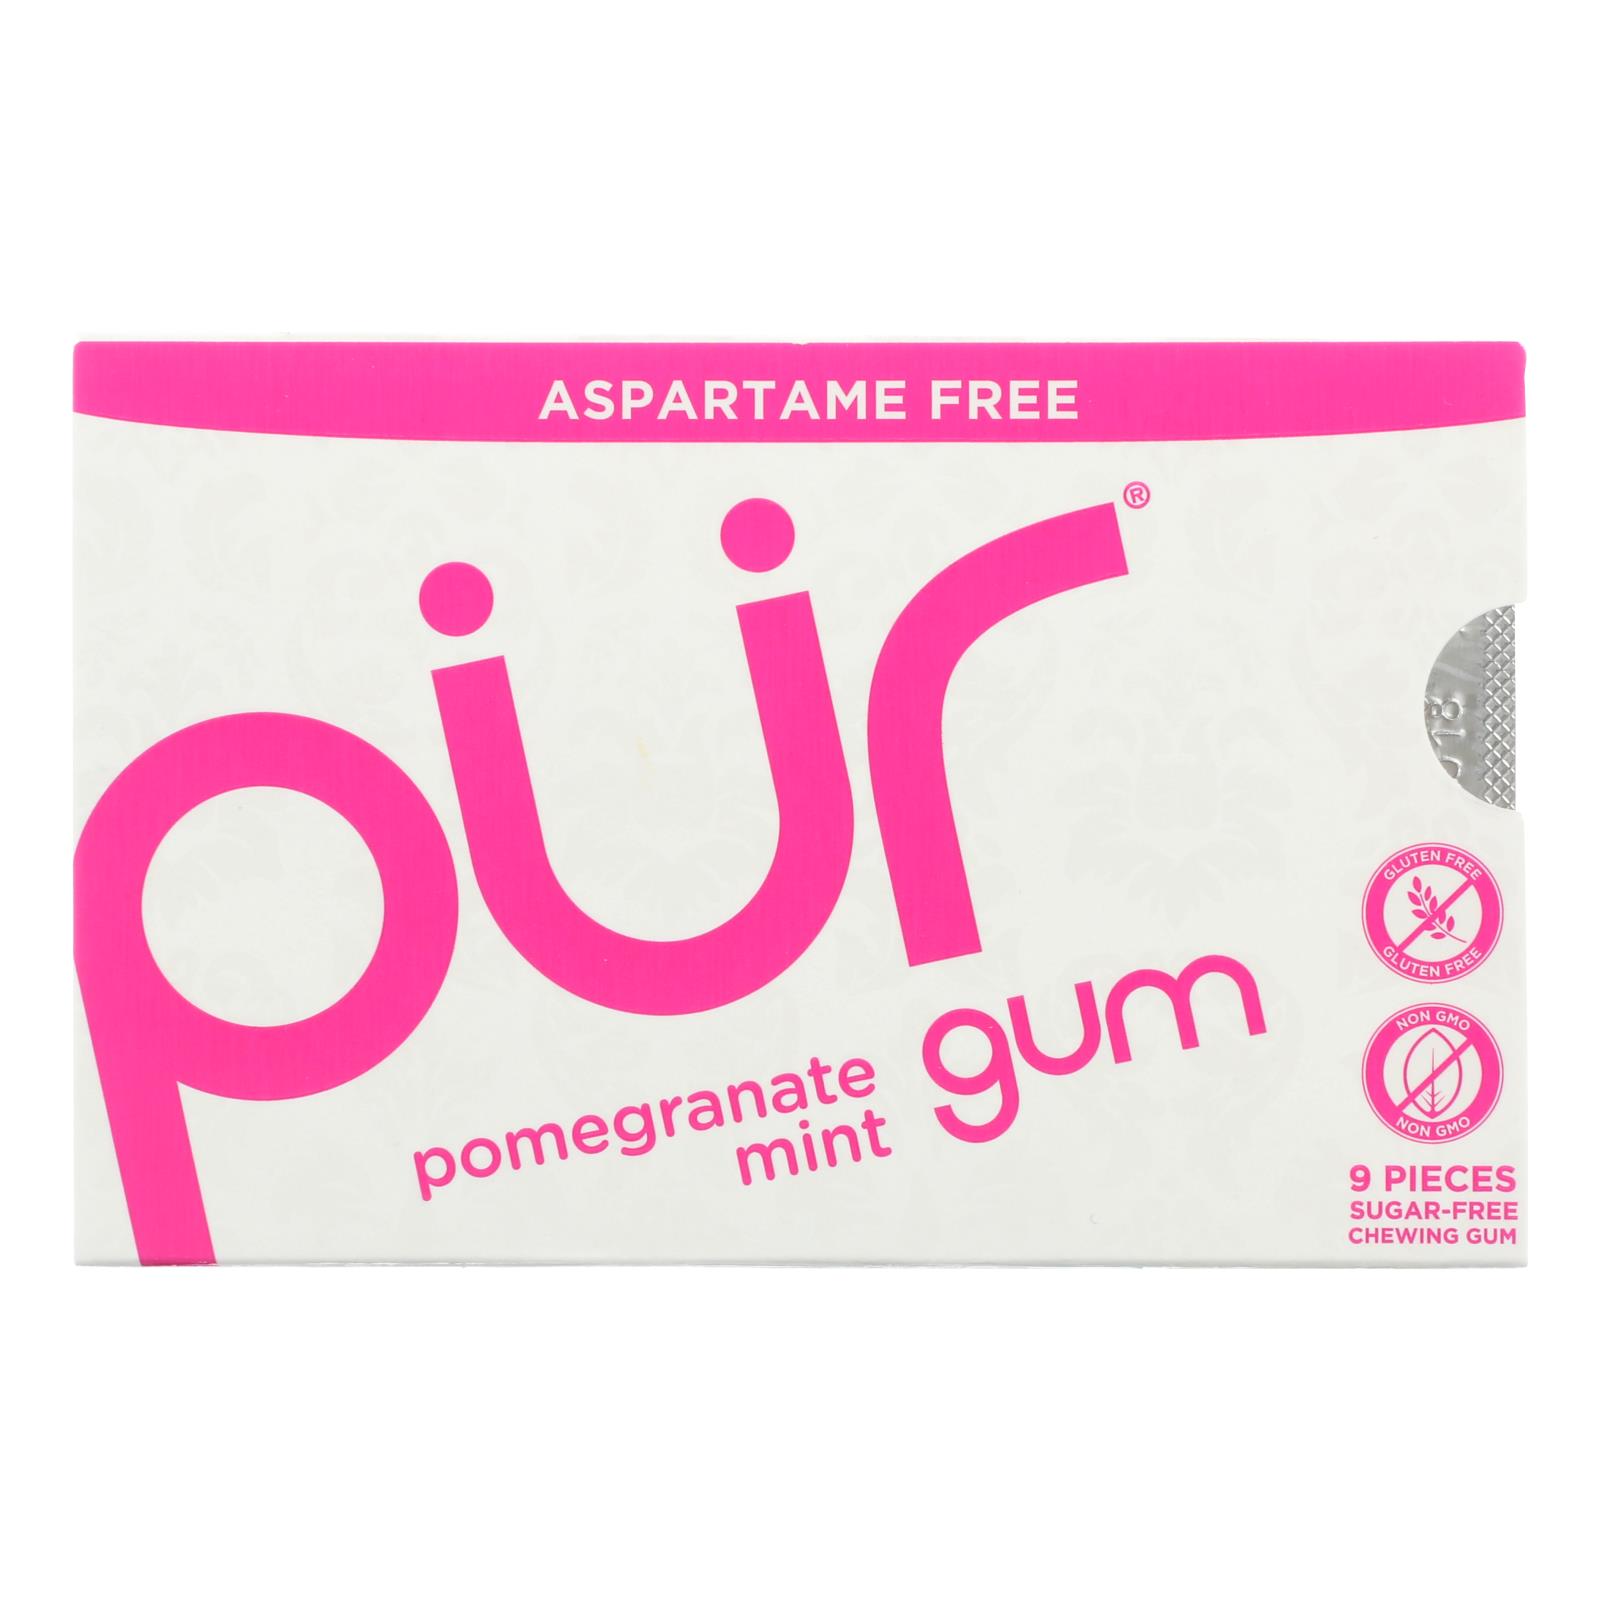 ASPARTAME FREE
pür®
pomegranate
mint
gum
GLUTEN FREE
GLUTEN FREE
NON GMO
NON GMO
9 PIECES
SUGAR-FREE
CHEWING GUM